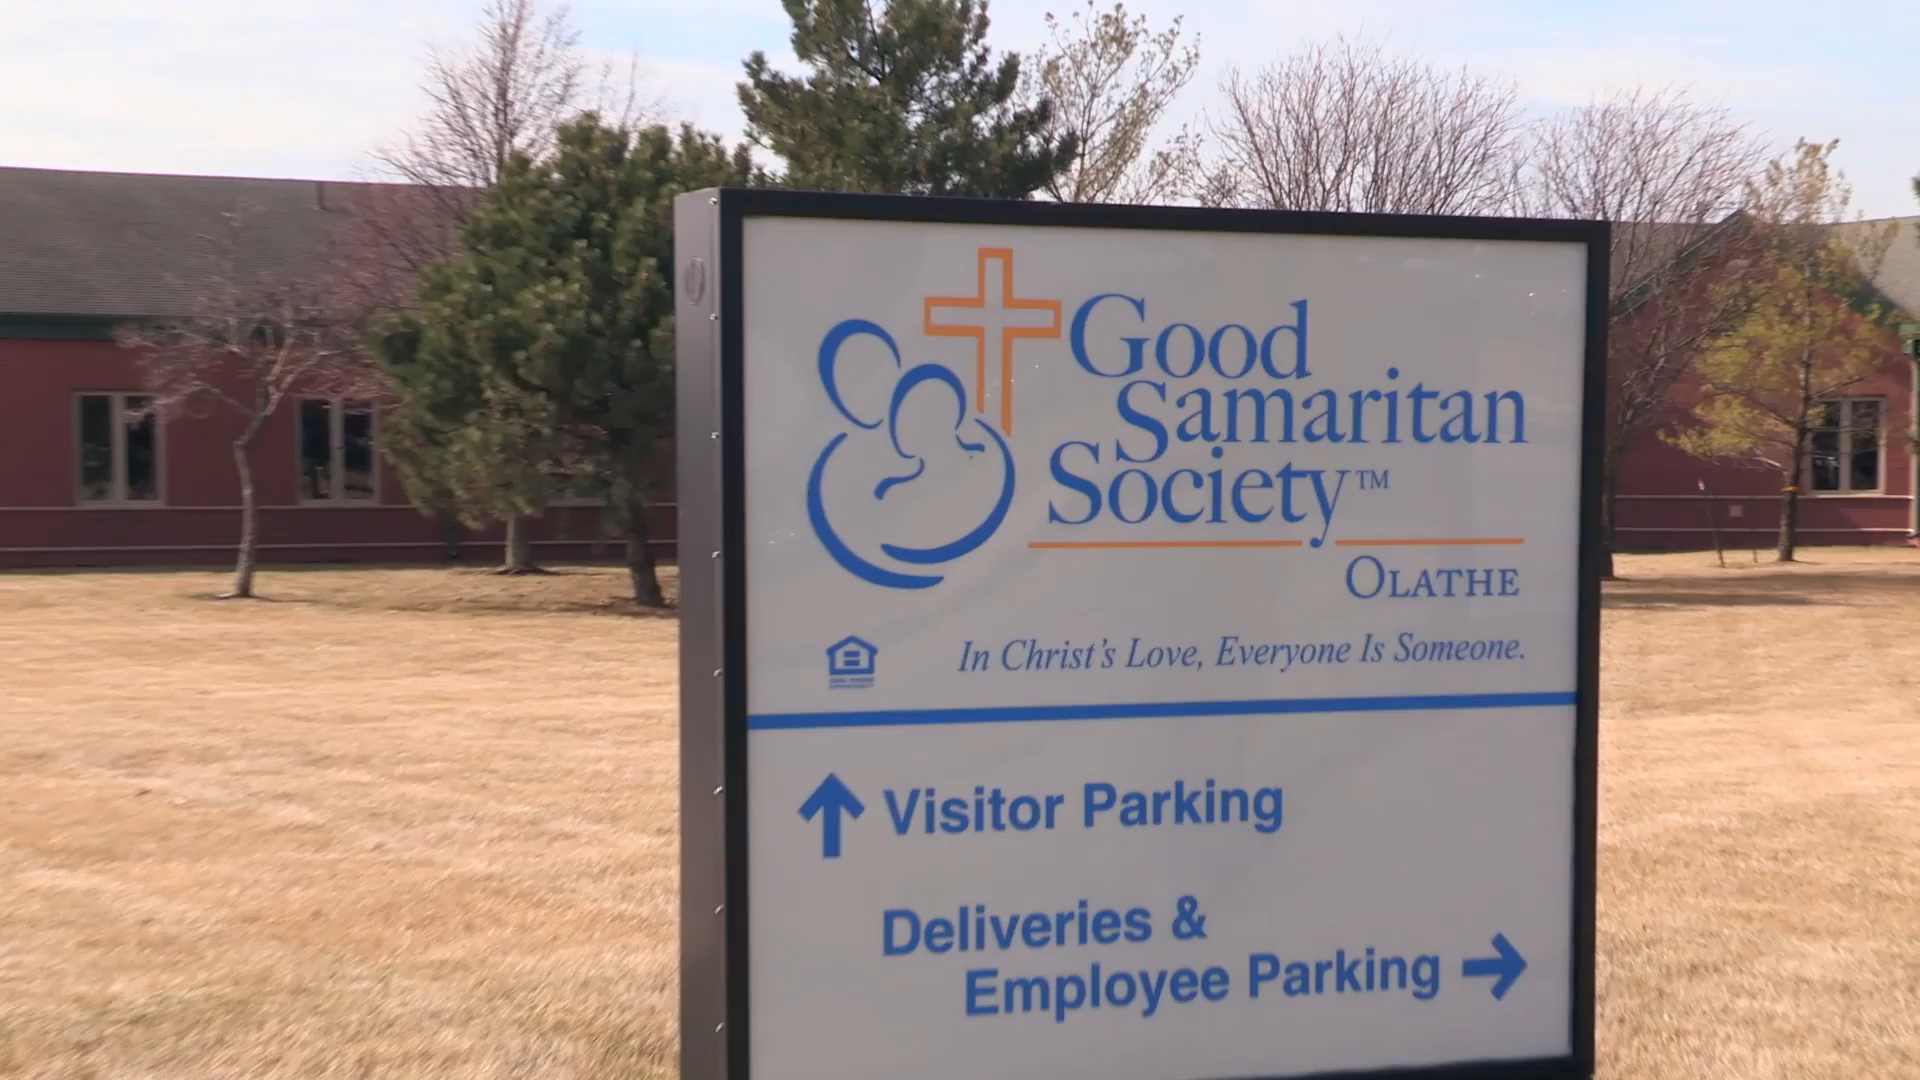 Good
Samaritan
Society™
OLATHE
In Christ's Love, Everyone Is Someone.
Visitor Parking
Deliveries &
Employee Parking